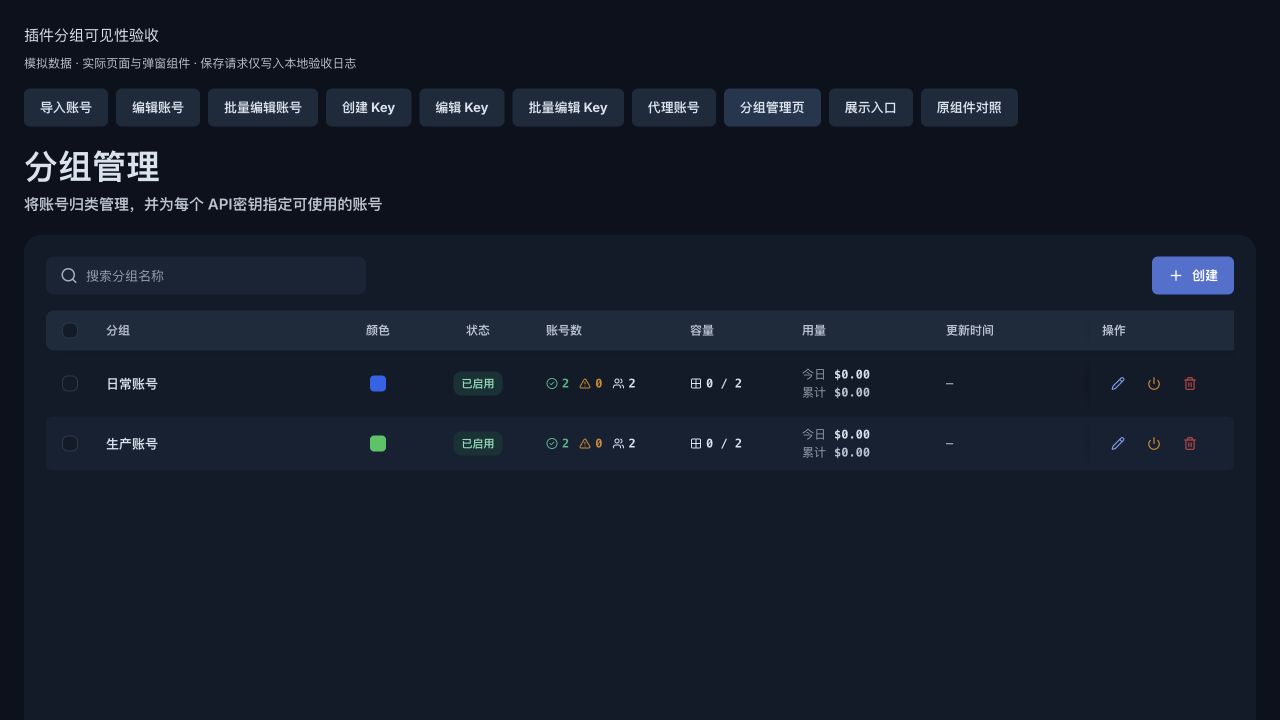 插件分组可见性验收
模拟数据 · 实际页面与弹窗组件 · 保存请求仅写入本地验收日志
导入账号 编辑账号 批量编辑账号 创建 Key 编辑 Key 批量编辑 Key 代理账号 分组管理页 展示入口 原组件对照
分组管理
将账号归类管理，并为每个 API密钥指定可使用的账号
搜索分组名称 创建
分组 颜色 状态 账号数 容量 用量 更新时间 操作
日常账号 已启用 2 0 2 0 / 2 今日 $0.00 –
累计 $0.00
生产账号 已启用 2 0 2 0 / 2 今日 $0.00 –
累计 $0.00